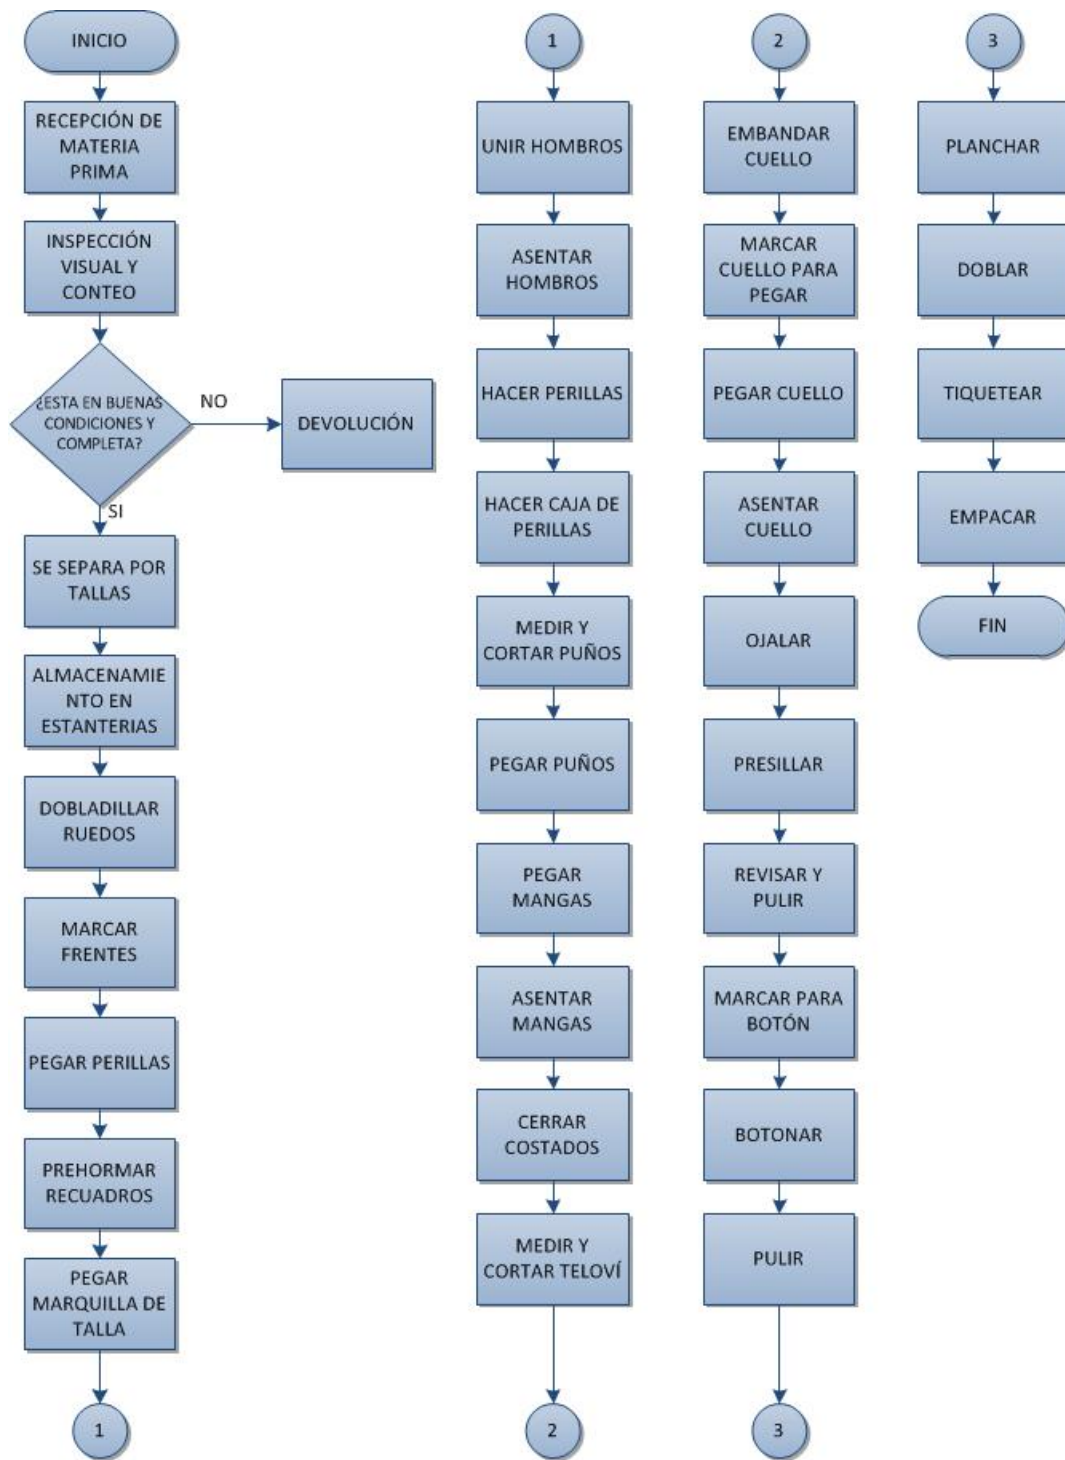 INICIO
RECEPCIÓN DE
MATERIA
PRIMA
INSPECCIÓN
VISUAL Y
CONTEO
¿ESTA EN BUENAS
CONDICIONES Y
COMPLETA?
NO
DEVOLUCIÓN
SI
SE SEPARA POR
TALLAS
ALMACENAMIE
NTO EN
ESTANTERIAS
DOBLADILLAR
RUEDOS
MARCAR
FRENTES
PEGAR PERILLAS
PREHORMAR
RECUADROS
PEGAR
MARQUILLA DE
TALLA
1
1
UNIR HOMBROS
ASENTAR
HOMBROS
HACER PERILLAS
HACER CAJA DE
PERILLAS
MEDIR Y
CORTAR PUÑOS
PEGAR PUÑOS
PEGAR
MANGAS
ASENTAR
MANGAS
CERRAR
COSTADOS
MEDIR Y
CORTAR TELOVÍ
2
2
EMBANDAR
CUELLO
MARCAR
CUELLO PARA
PEGAR
PEGAR CUELLO
ASENTAR
CUELLO
OJALAR
PRESILLAR
REVISAR Y
PULIR
MARCAR PARA
BOTÓN
BOTONAR
PULIR
3
3
PLANCHAR
DOBLAR
TIQUETEAR
EMPACAR
FIN